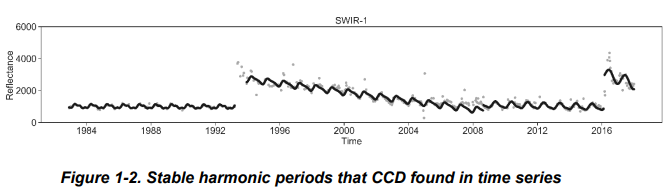 SWIR-1
6000
4000
2000
0
Reflectance
1984 1988 1992 1996 2000 2004 2008 2012 2016
Time
Figure 1-2. Stable harmonic periods that CCD found in time series